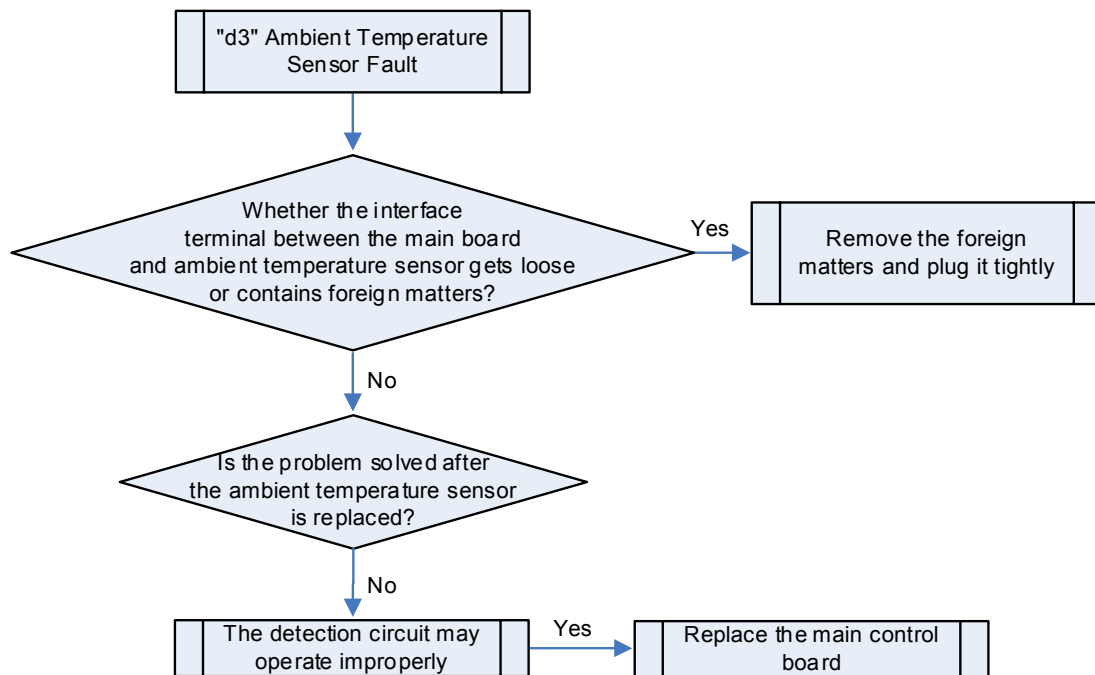 "d3" Ambient Temperature
Sensor Fault
Whether the interface
terminal between the main board
and ambient temperature sensor gets loose
or contains foreign matters?
Yes
Remove the foreign
matters and plug it tightly
No
Is the problem solved after
the ambient temperature sensor
is replaced?
No
The detection circuit may
operate improperly
Yes
Replace the main control
board